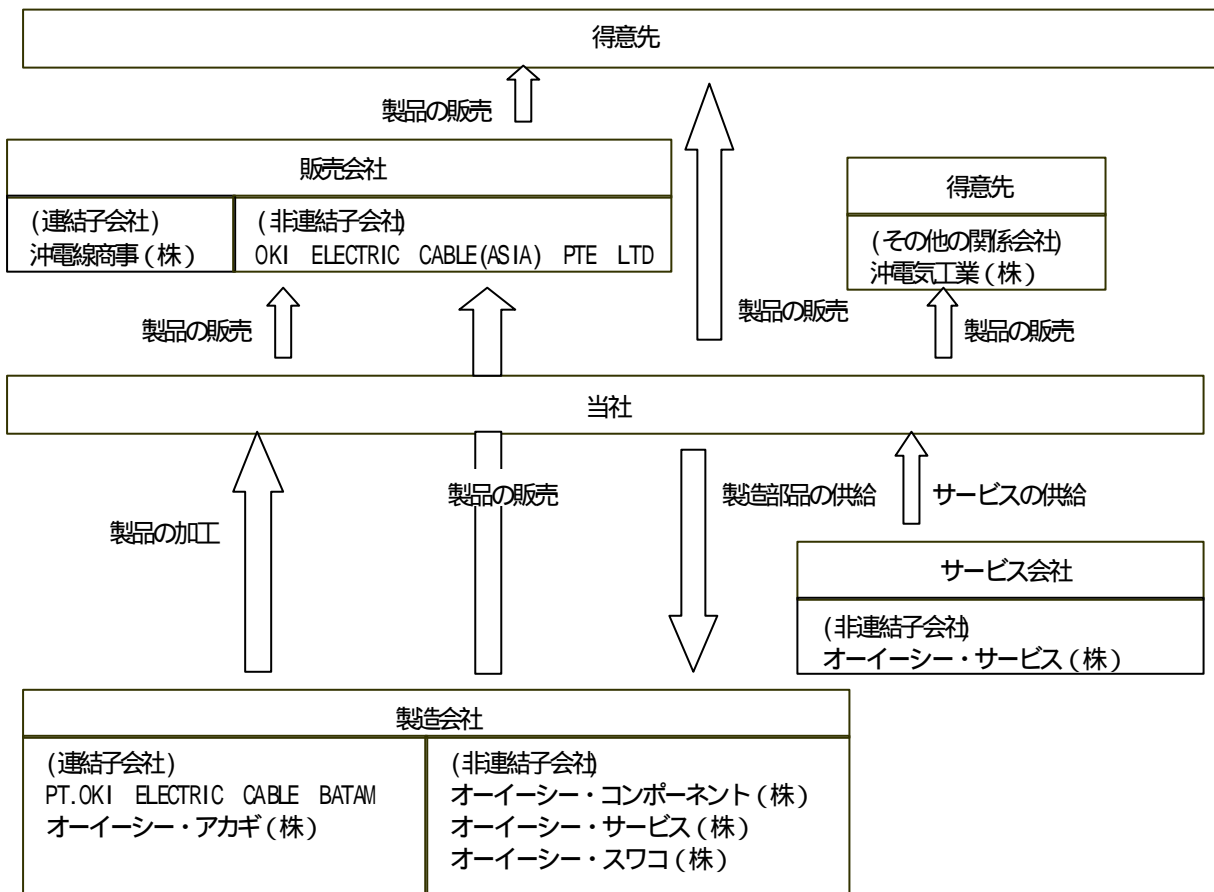 得意先
製品の販売
販売会社
(連結子会社)
沖電線商事(株)
(非連結子会社)
OKI ELECTRIC CABLE(ASIA) PTE LTD
得意先
(その他の関係会社)
沖電気工業(株)
製品の販売
製品の販売
製品の販売
当社
製品の加工
製品の販売
製造部品の供給
サービスの供給
サービス会社
(非連結子会社)
オーイーシー・サービス(株)
製造会社
(連結子会社)
PT.OKI ELECTRIC CABLE BATAM
オーイーシー・アカギ(株)
(非連結子会社)
オーイーシー・コンポーネント(株)
オーイーシー・サービス(株)
オーイーシー・スワコ(株)